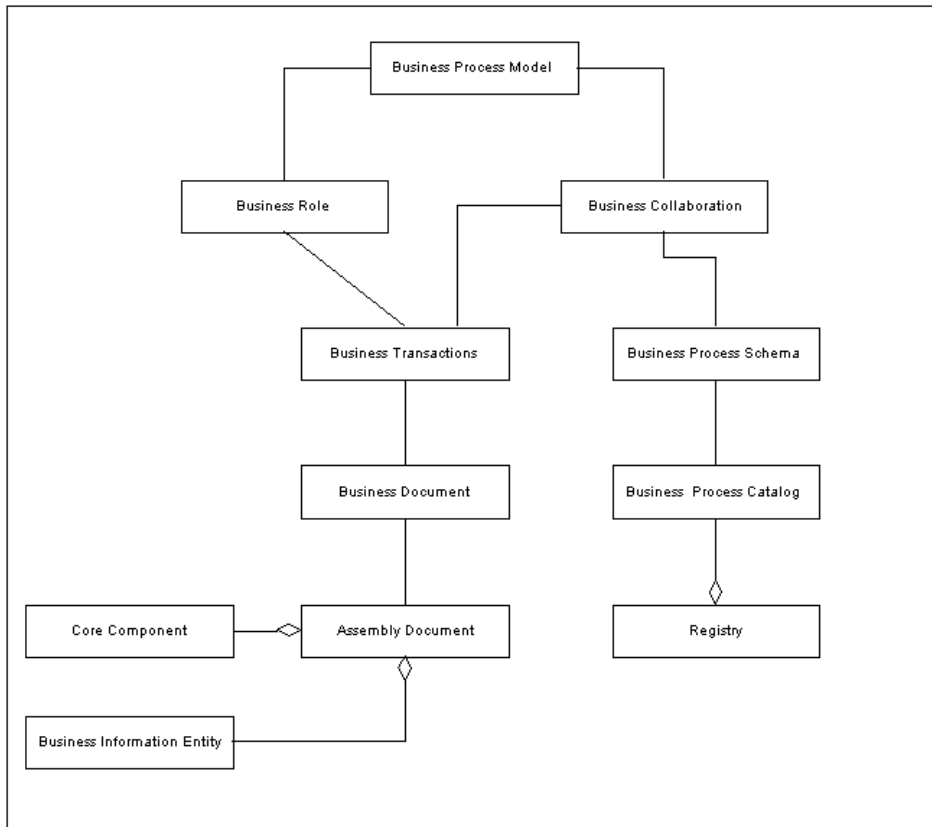 Business Process Model
Business Role
Business Collaboration
Business Transactions
Business Process Schema
Business Document
Business Process Catalog
Core Component
Assembly Document
Registry
Business Information Entity